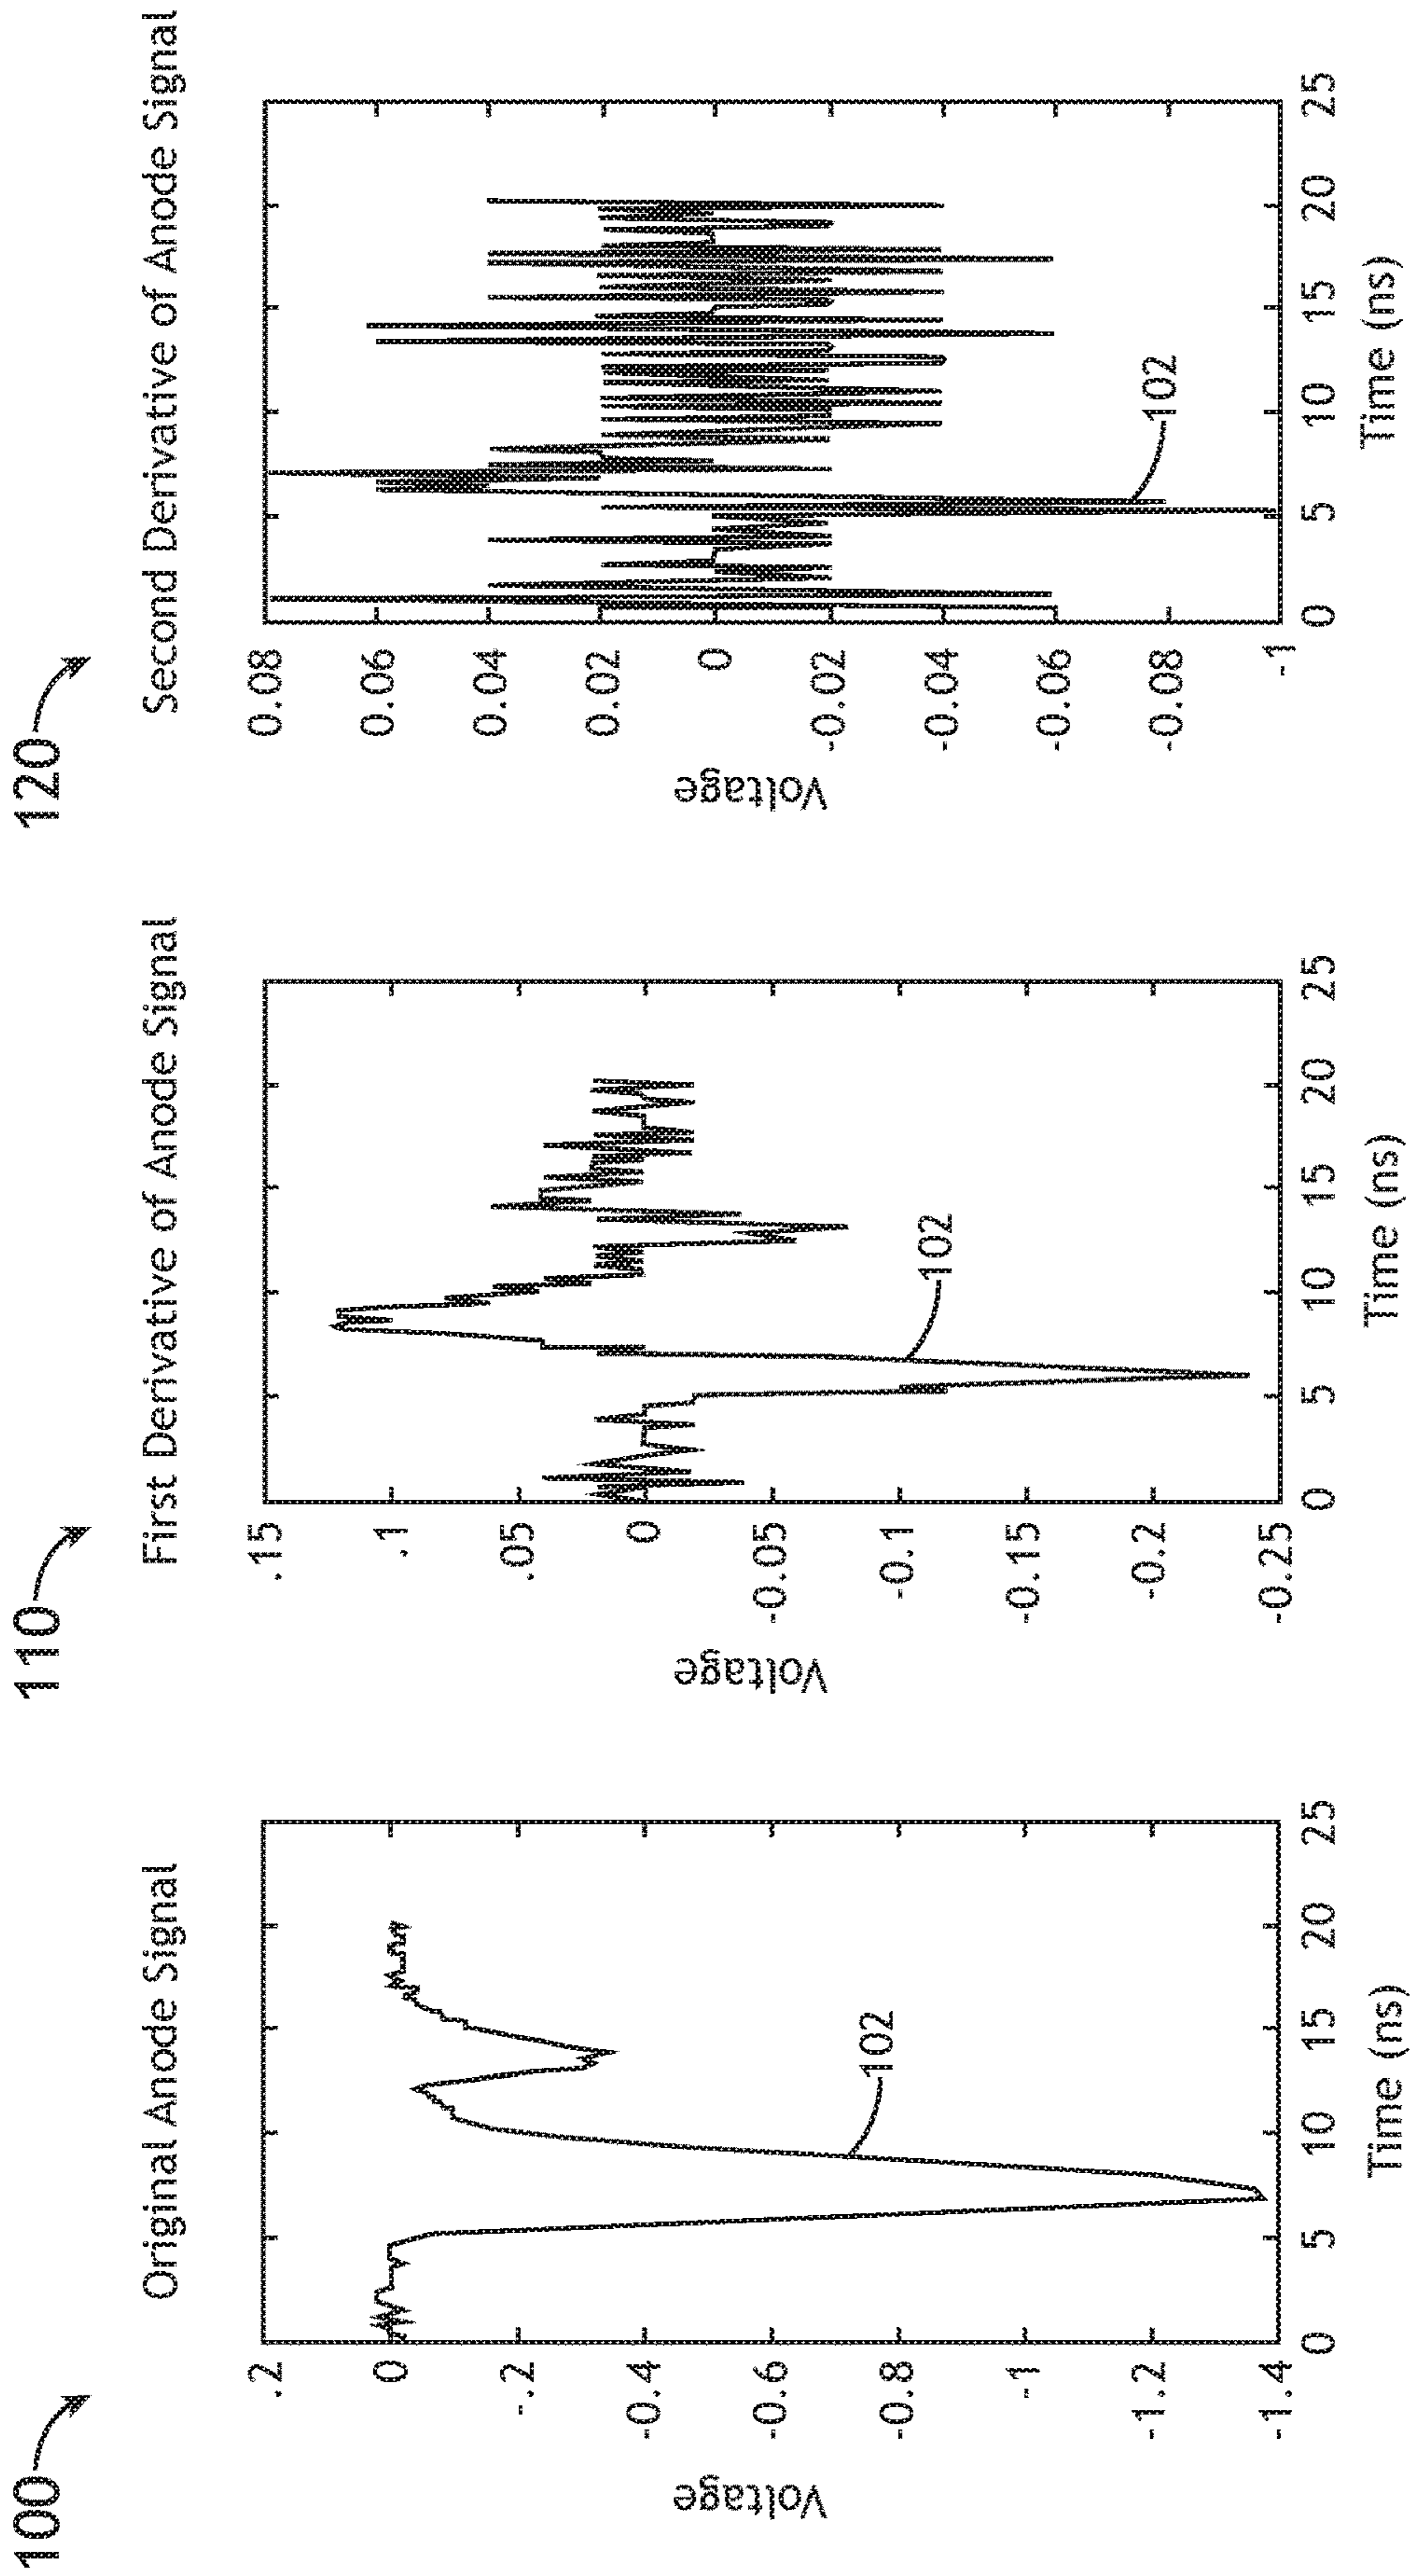 100
Original Anode Signal
Voltage
.2
0
-.2
-0.4
-0.6
-0.8
-1
-1.2
-1.4
0 5 10 15 20 25
Time (ns)
102
110
First Derivative of Anode Signal
Voltage
.15
.1
.05
0
-0.05
-0.1
-0.15
-0.2
-0.25
0 5 10 15 20 25
Time (ns)
102
120
Second Derivative of Anode Signal
Voltage
0.08
0.06
0.04
0.02
0
-0.02
-0.04
-0.06
-0.08
-1
0 5 10 15 20 25
Time (ns)
102